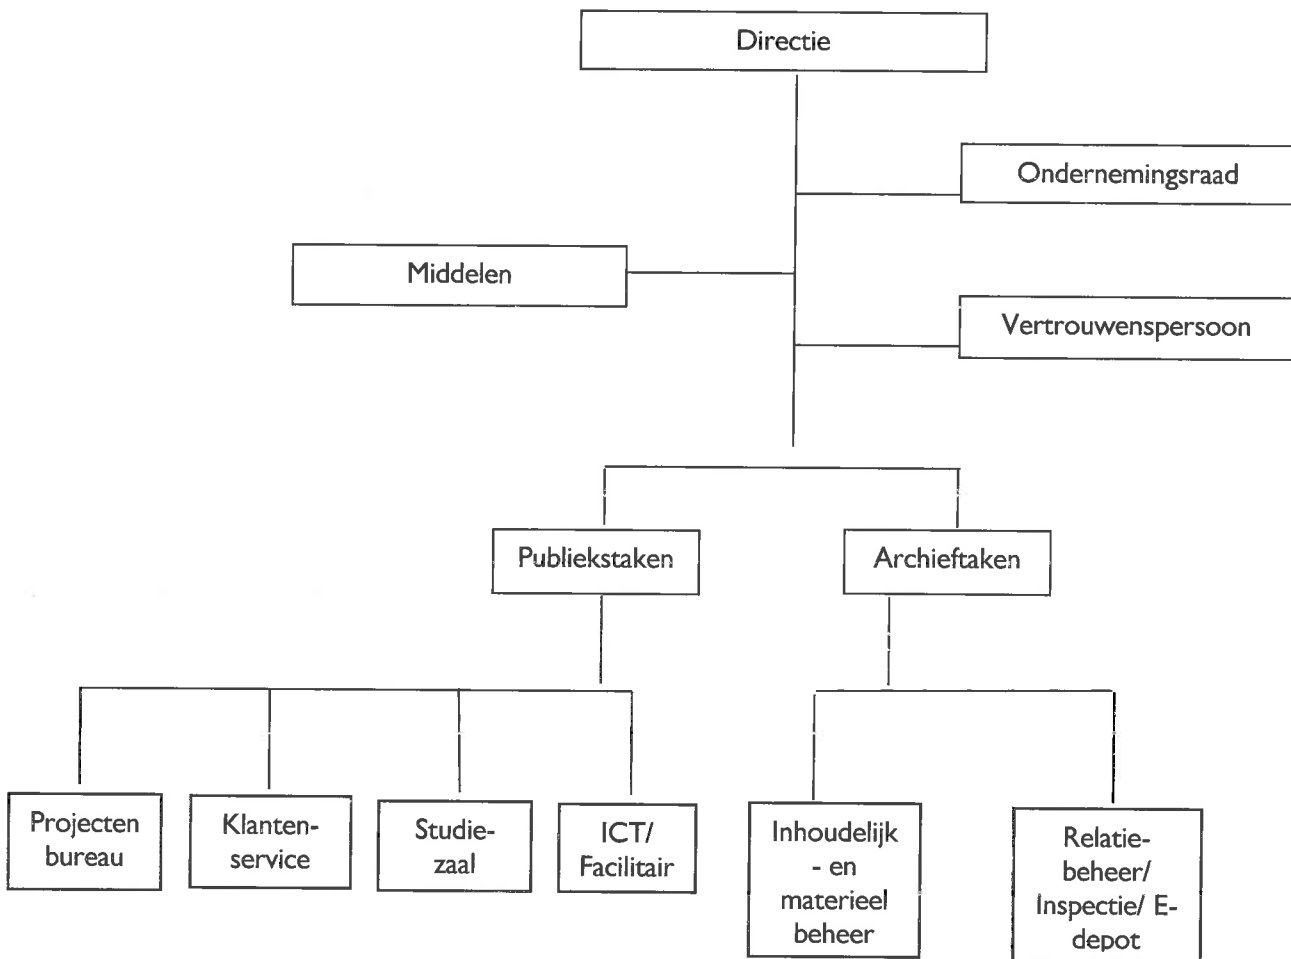 Directie
Ondernemingsraad
Middelen
Vertrouwenspersoon
Publiekstaken
Archieftaken
Projecten
bureau
Klanten-
service
Studie-
zaal
ICT/
Facilitair
Inhoudelijk
- en
materieel
beheer
Relatie-
beheer/
Inspectie/ E-
depot